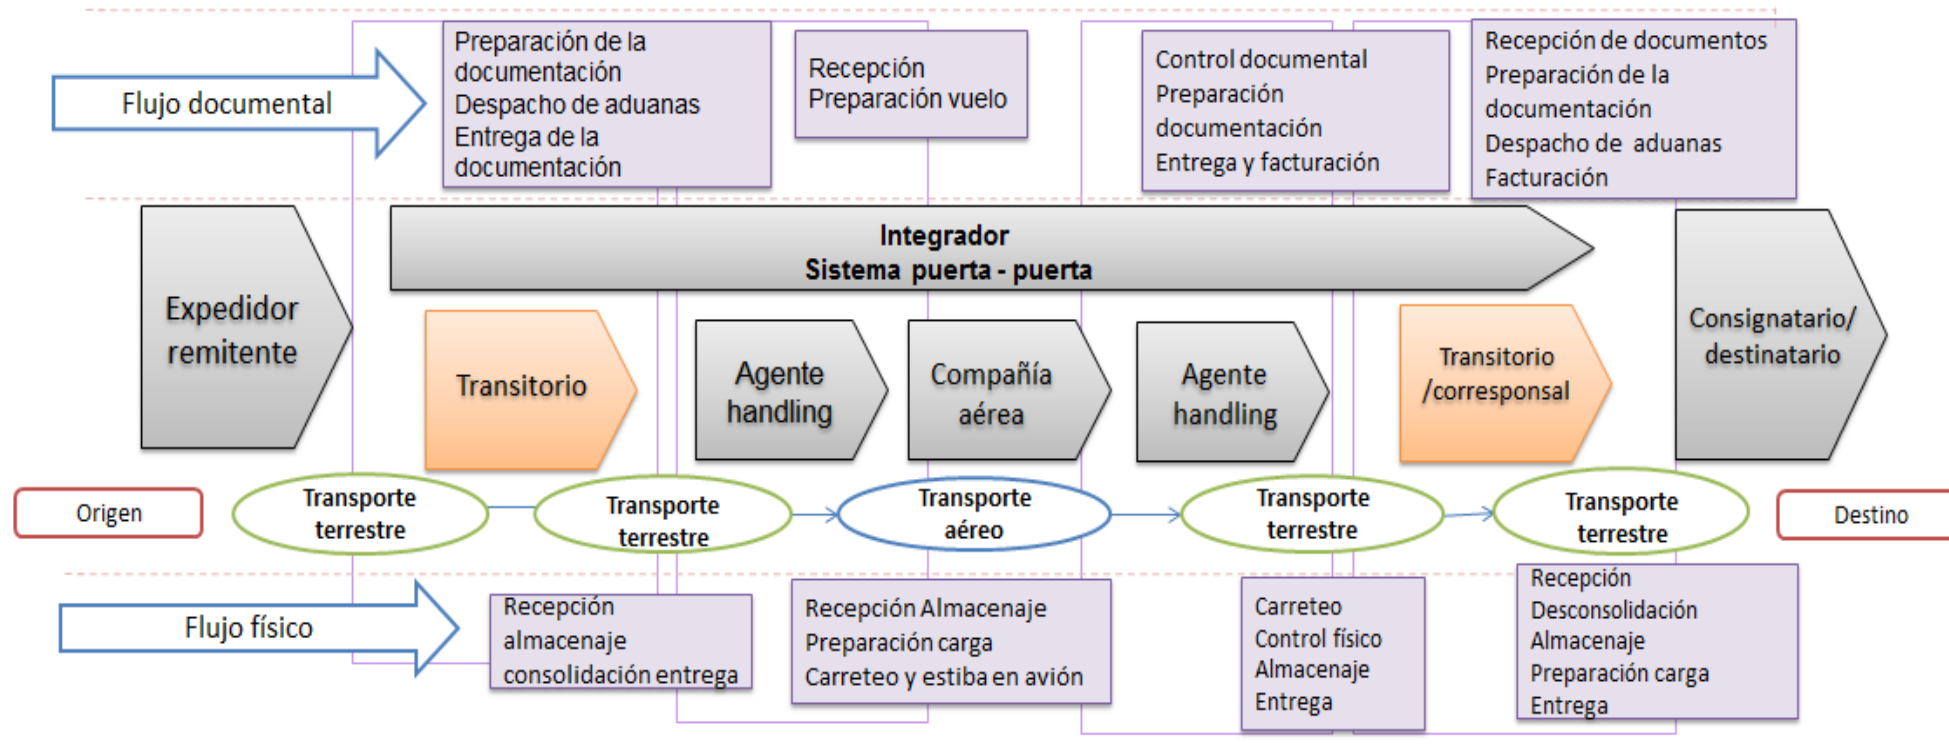 Flujo documental
Preparación de la
documentación
Despacho de aduanas
Entrega de la
documentación
Recepción
Preparación vuelo
Control documental
Preparación
documentación
Entrega y facturación
Recepción de documentos
Preparación de la
documentación
Despacho de aduanas
Facturación
Integrador
Sistema puerta - puerta
Expedidor
remitente
Transitorio
Agente
handling
Compañía
aérea
Agente
handling
Transitorio
/corresponsal
Consignatario/
destinatario
Origen
Transporte
terrestre
Transporte
terrestre
Transporte
aéreo
Transporte
terrestre
Transporte
terrestre
Destino
Flujo físico
Recepción
almacenaje
consolidación entrega
Recepción Almacenaje
Preparación carga
Carreteo y estiba en avión
Carreteo
Control físico
Almacenaje
Entrega
Recepción
Desconsolidación
Almacenaje
Preparación carga
Entrega